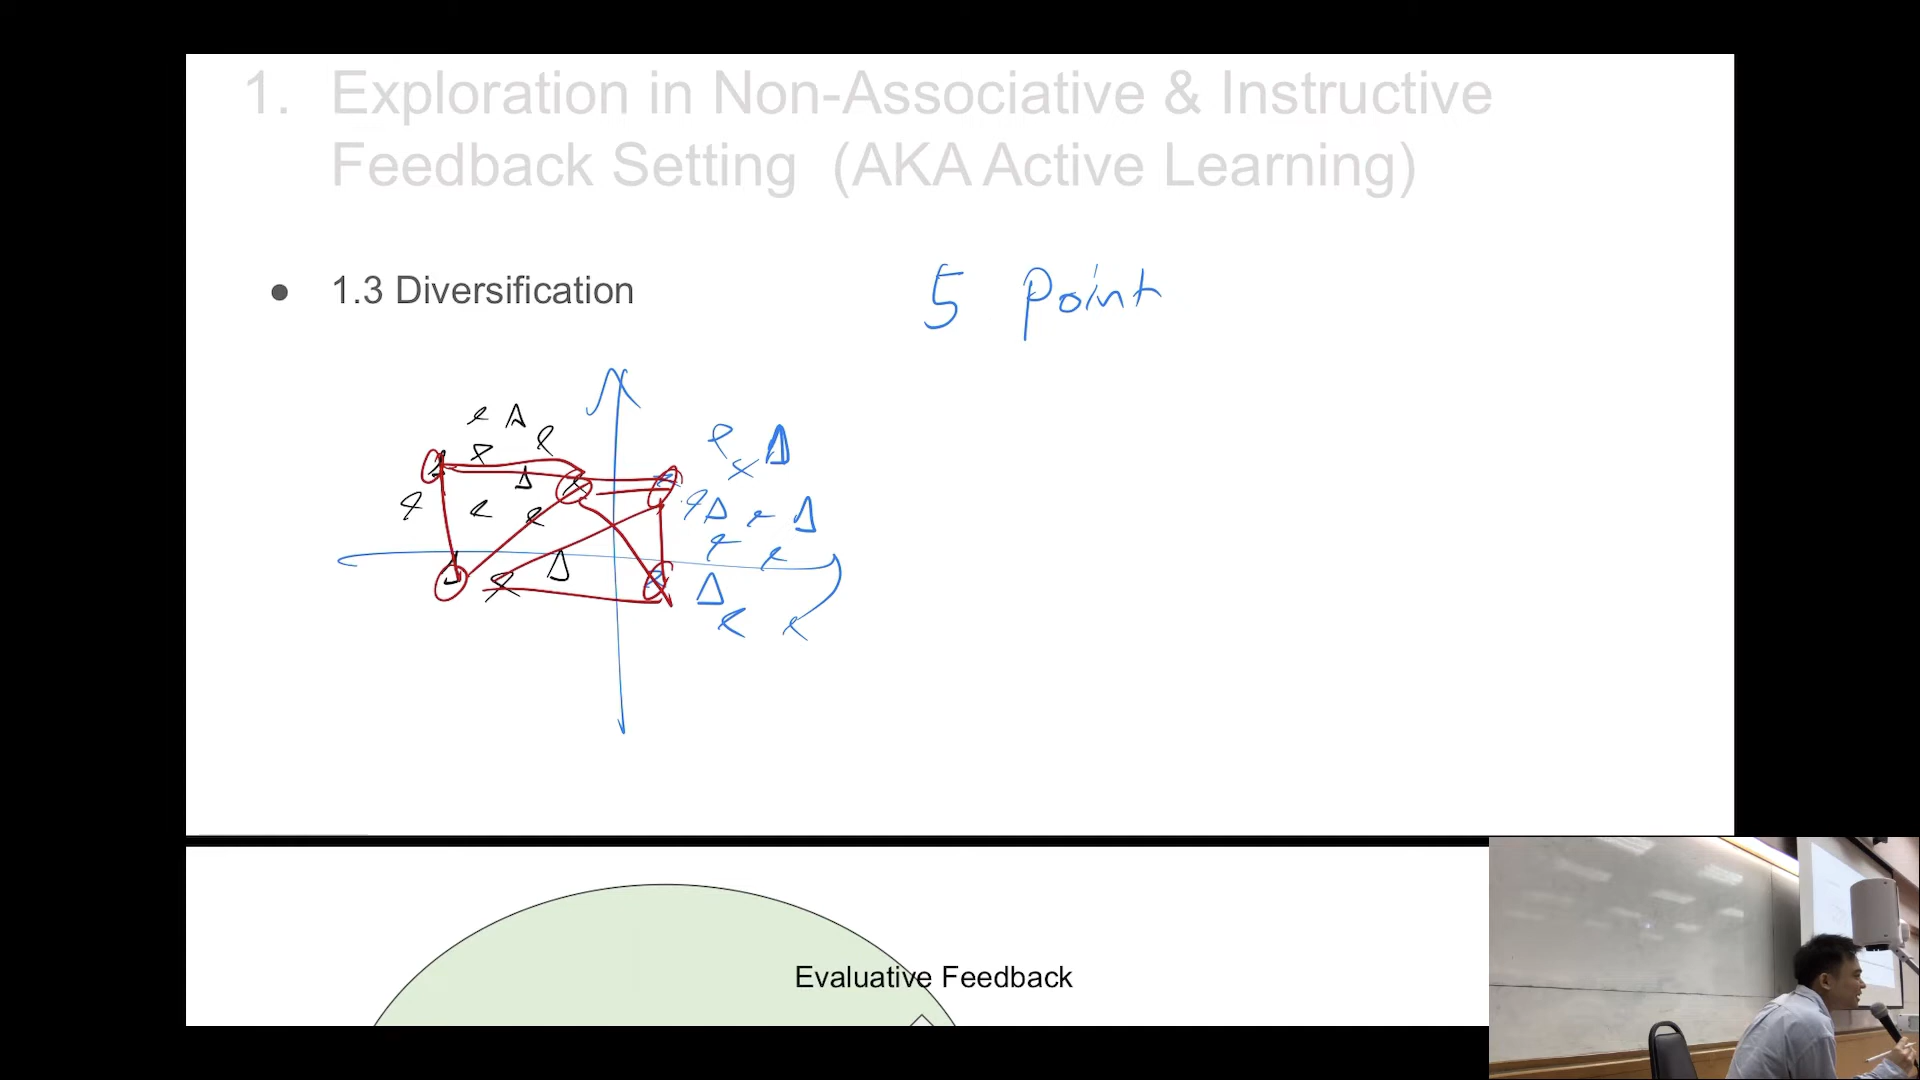 1. Exploration in Non-Associative & Instructive
Feedback Setting (AKA Active Learning)
● 1.3 Diversification
5 Point
Evaluative Feedback